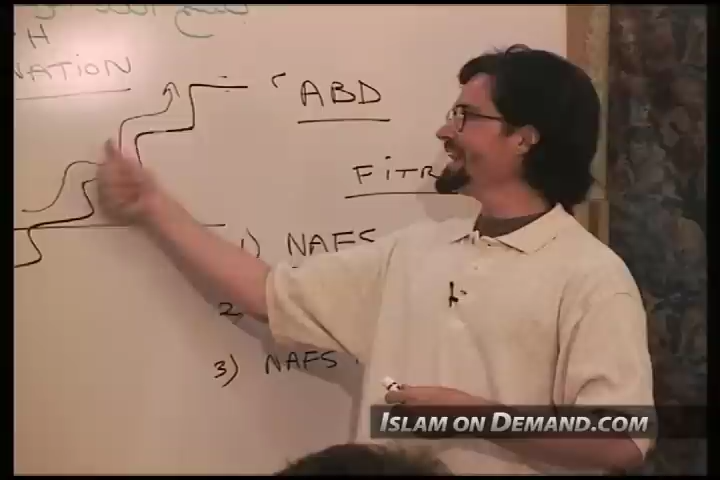 H
NATION
'ABD
FiTR
1) NAFS
2)
3) NAFS
ISLAM ON DEMAND.COM